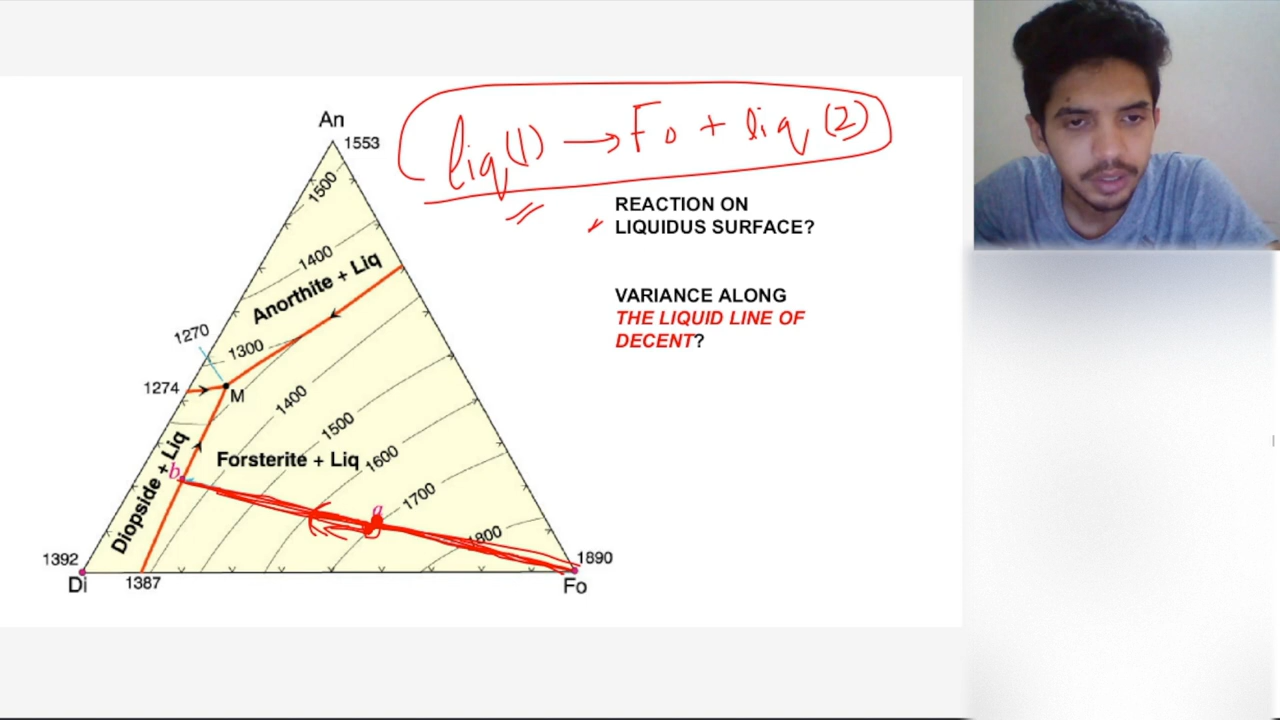 liq (1) → Fo + liq (2)
An
1553
1500
REACTION ON
LIQUIDUS SURFACE?
1400
Anorthite + Liq
VARIANCE ALONG
THE LIQUID LINE OF
DECENT?
1270
1300
1274
M
1400
1500
Forsterite + Liq
1600
b
Diopside + Liq
a
1700
1800
1392
1890
Di
1387
Fo